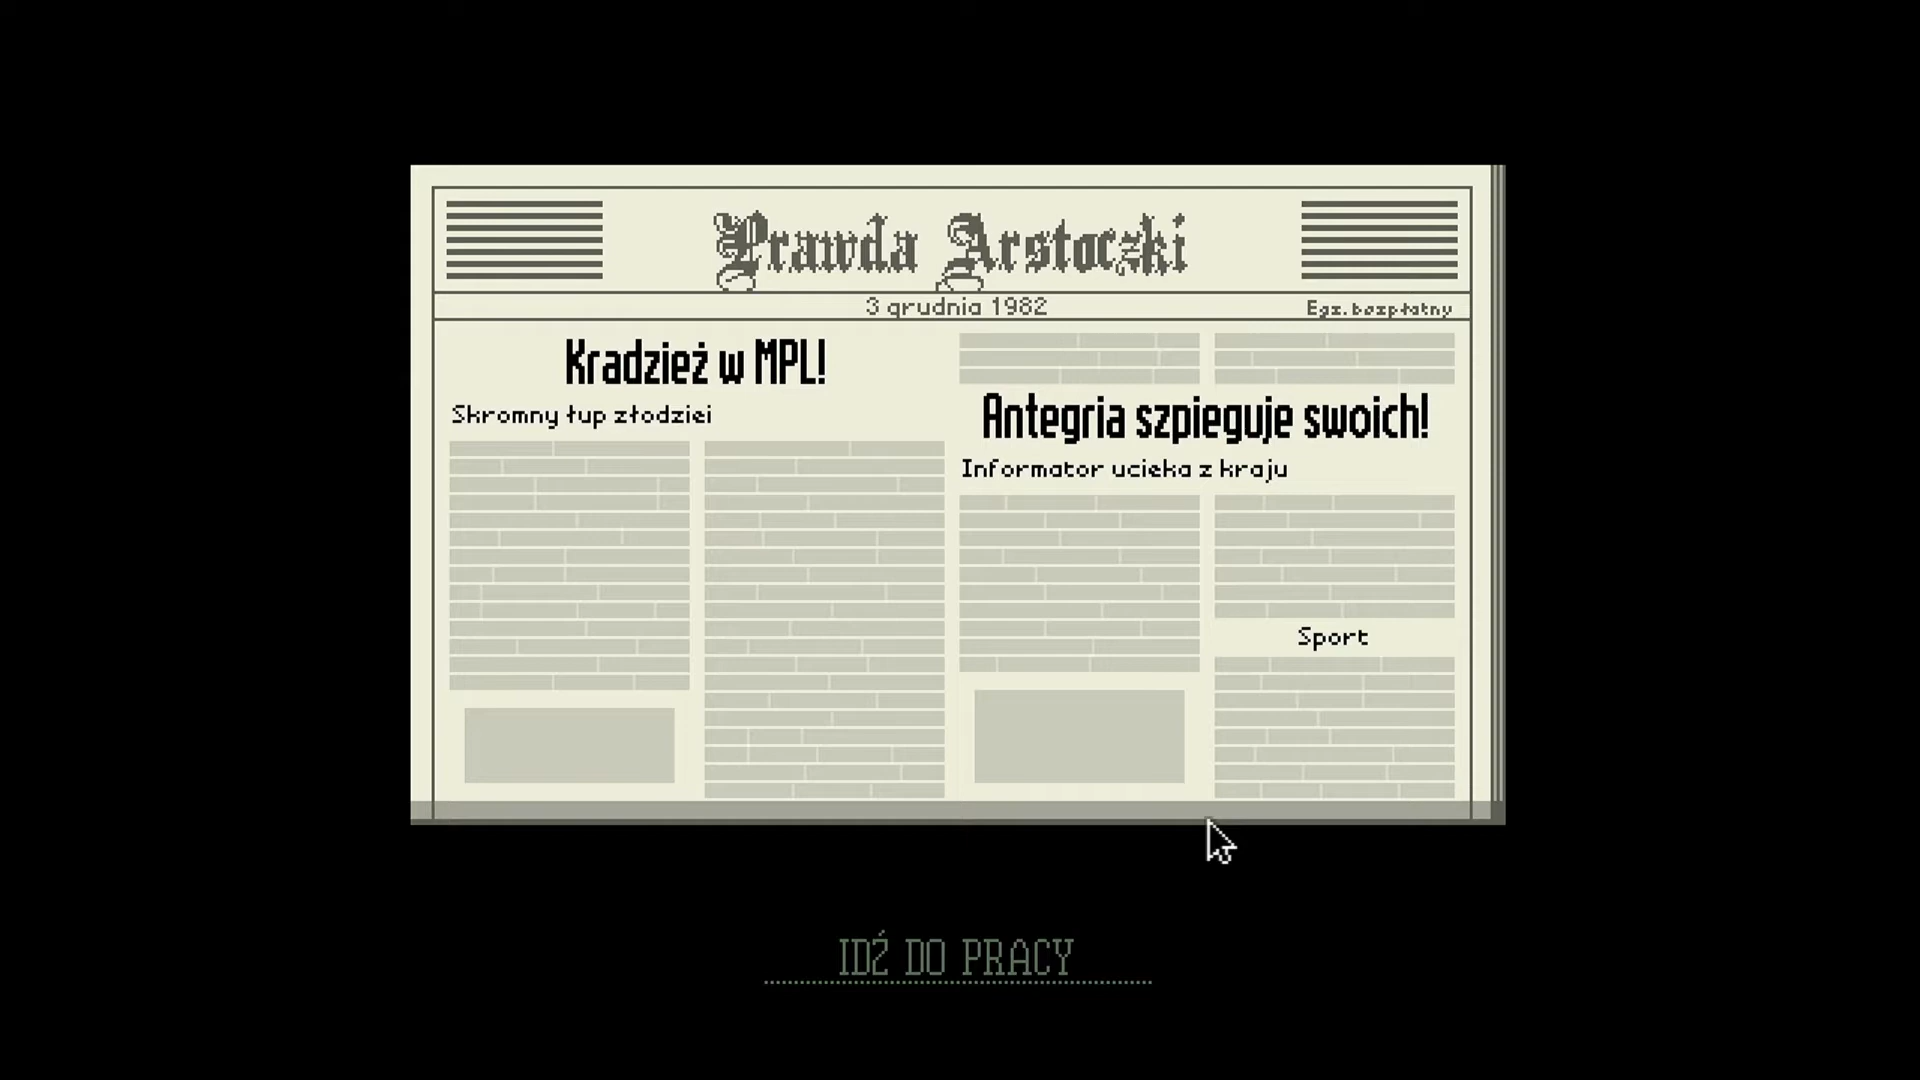 Prawda Arstoczki
3 grudnia 1982
Egz. bezpłatny
Kradzież w MPL!
Skromny łup złodziei
Antegria szpieguje swoich!
Informator ucieka z kraju
Sport
IDŹ DO PRACY